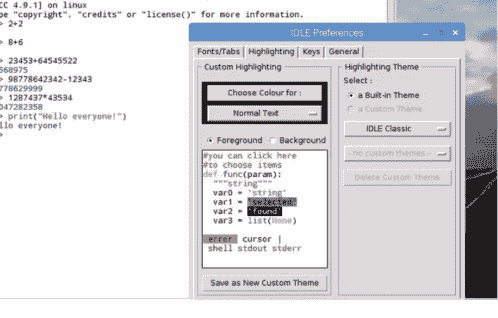 CC 4.9.1] on linux
pe "copyright", "credits" or "license()" for more information.
> 2+2
> 8+6
> 23453+64545522
568975
> 98778642342-12343
778629999
> 1287437*43534
047282358
> print("Hello everyone!")
llo everyone!
>
IDLE Preferences
Fonts/Tabs Highlighting Keys General
Custom Highlighting
Choose Colour for :
Normal Text
Foreground Background
#you can click here
#to choose items
def func(param):
"""string"""
var0 = 'string'
var1 = 'selected'
var2 = 'found'
var3 = list(None)
error cursor |
shell stdout stderr
Save as New Custom Theme
Highlighting Theme
Select :
a Built-in Theme
a Custom Theme
IDLE Classic
- no custom themes -
Delete Custom Theme